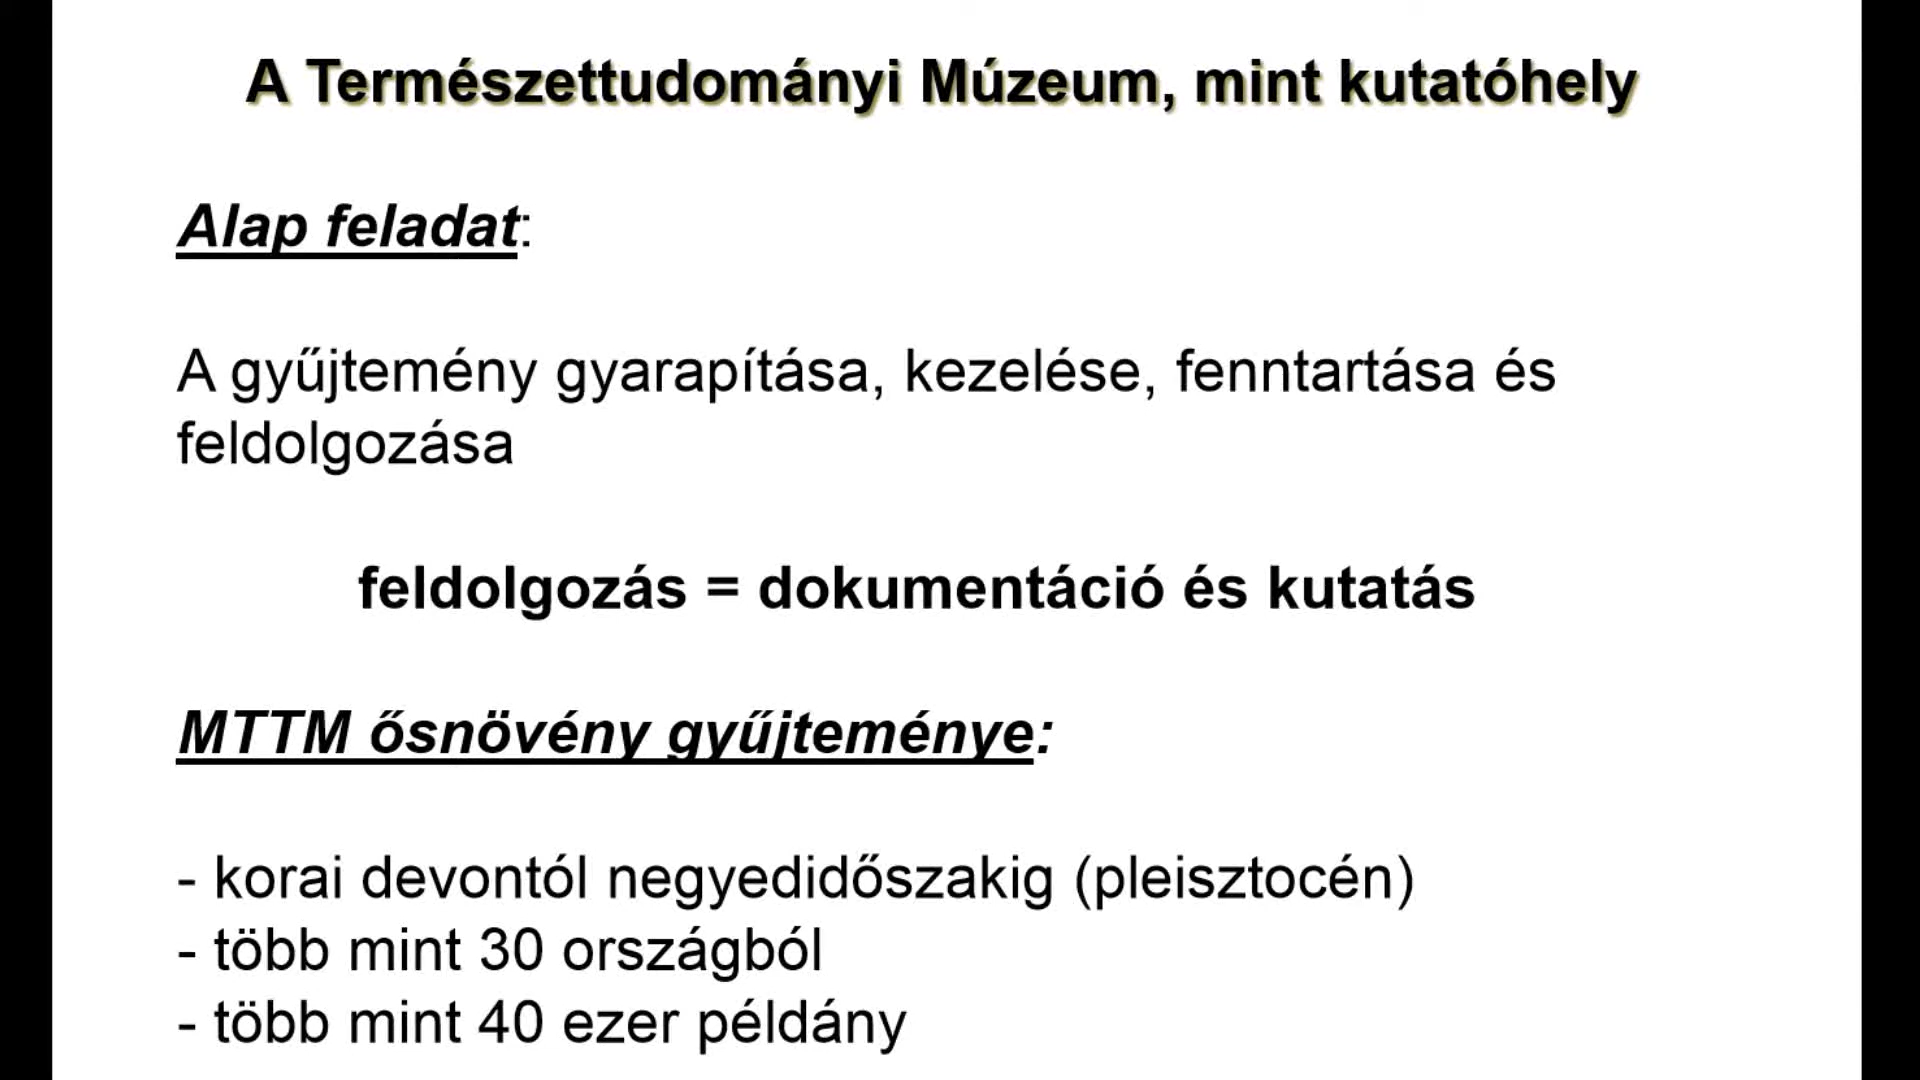 A Természettudományi Múzeum, mint kutatóhely
Alap feladat:
A gyűjtemény gyarapítása, kezelése, fenntartása és
feldolgozása
feldolgozás = dokumentáció és kutatás
MTTM ősnövény gyűjteménye:
- korai devontól negyedidőszakig (pleisztocén)
- több mint 30 országból
- több mint 40 ezer példány